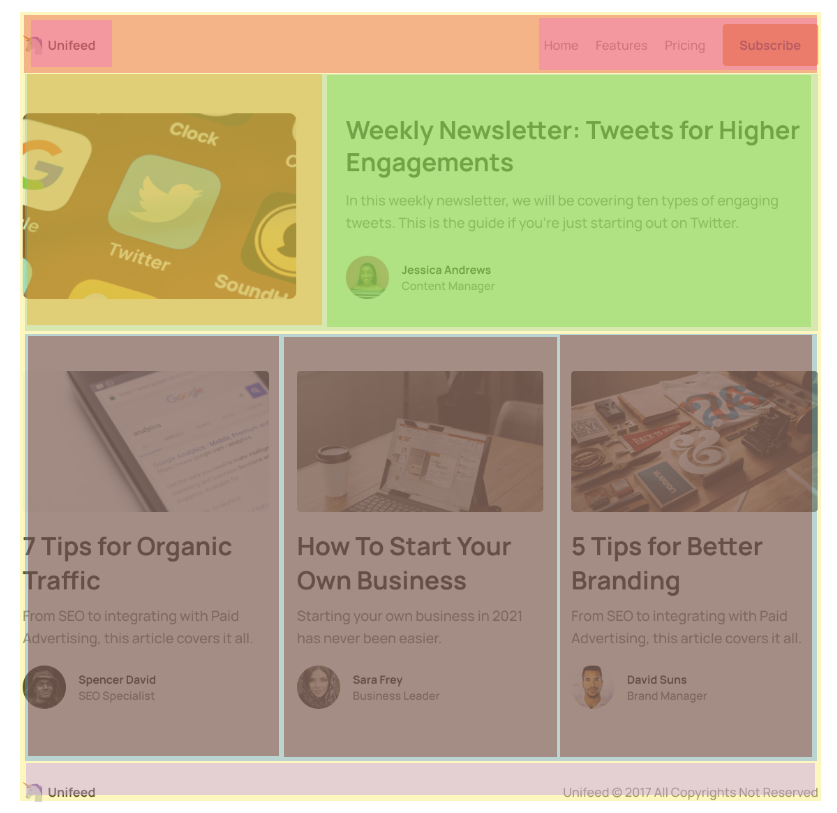 Unifeed
Home Features Pricing Subscribe
Clock
Twitter
Weekly Newsletter: Tweets for Higher
Engagements
In this weekly newsletter, we will be covering ten types of engaging
tweets. This is the guide if you're just starting out on Twitter.
Jessica Andrews
Content Manager
Google
analytics
7 Tips for Organic
Traffic
From SEO to integrating with Paid
Advertising, this article covers it all.
Spencer David
SEO Specialist
How To Start Your
Own Business
Starting your own business in 2021
has never been easier.
Sara Frey
Business Leader
5 Tips for Better
Branding
From SEO to integrating with Paid
Advertising, this article covers it all.
David Suns
Brand Manager
Unifeed
Unifeed © 2017 All Copyrights Not Reserved